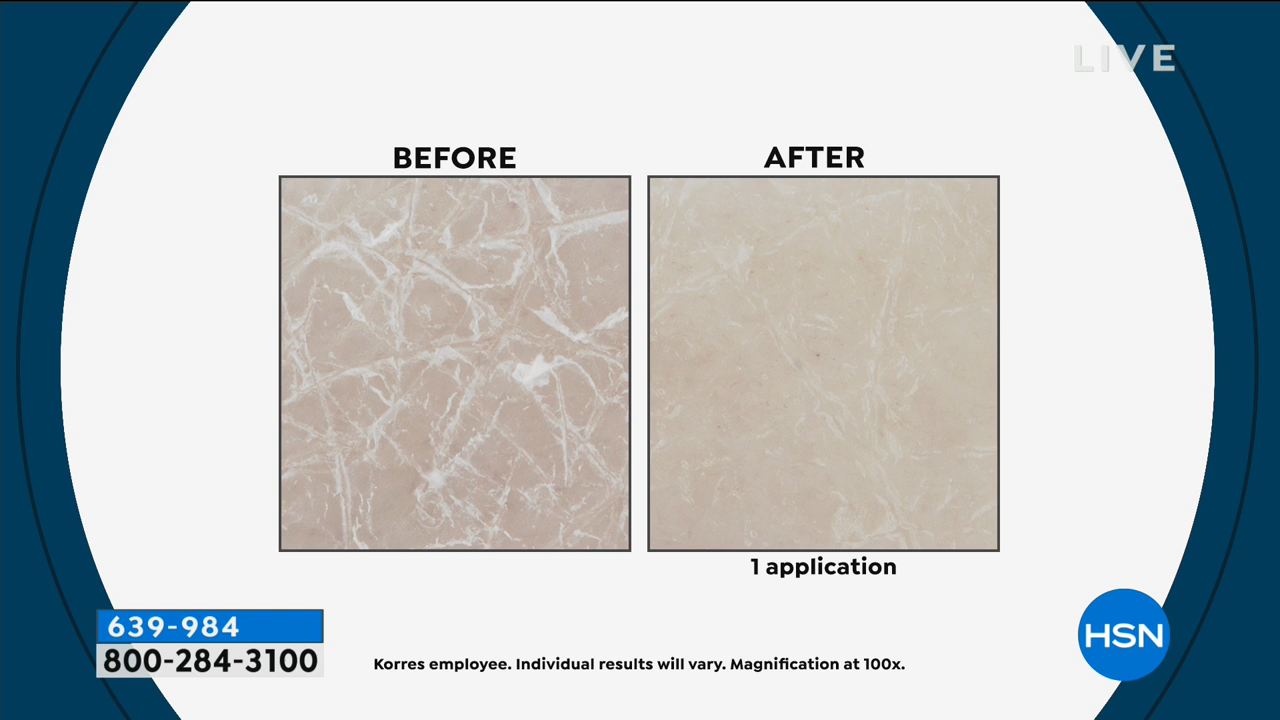 LIVE
BEFORE
AFTER
1 application
639-984
800-284-3100
Korres employee. Individual results will vary. Magnification at 100x.
HSN